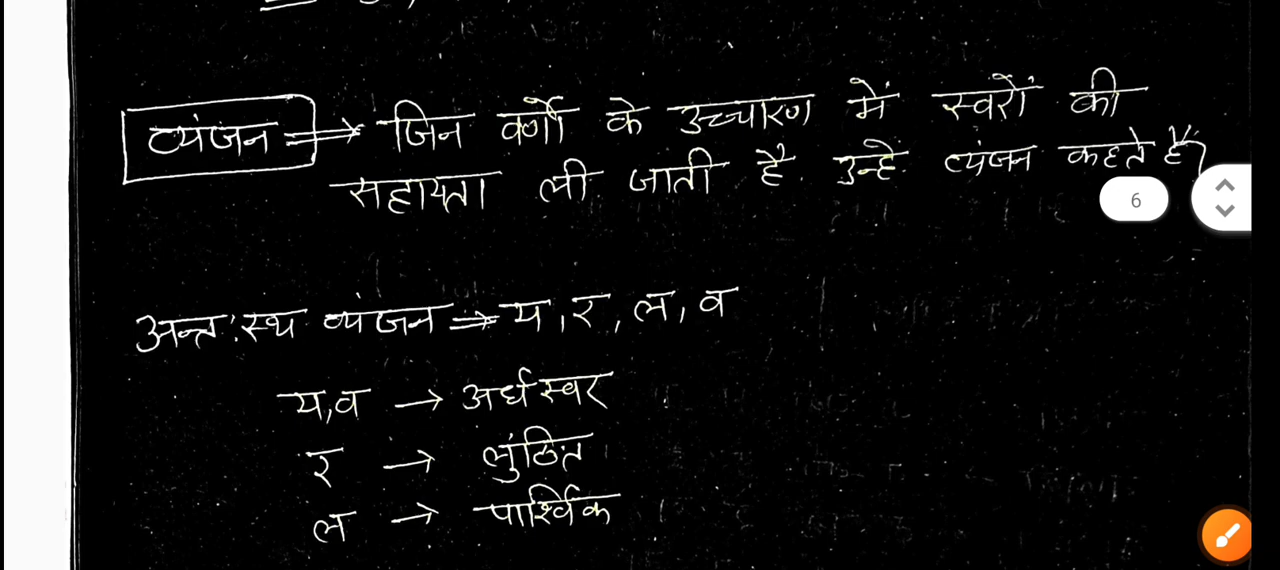 व्यंजन ⇒ जिन वर्णों के उच्चारण में स्वरों की
सहायता ली जाती है. उन्हें व्यंजन कहते हैं
6
अन्त:स्थ व्यंजन ⇒ य, र, ल, व
य, व → अर्धस्वर
र → लुंठित
ल → पार्श्विक